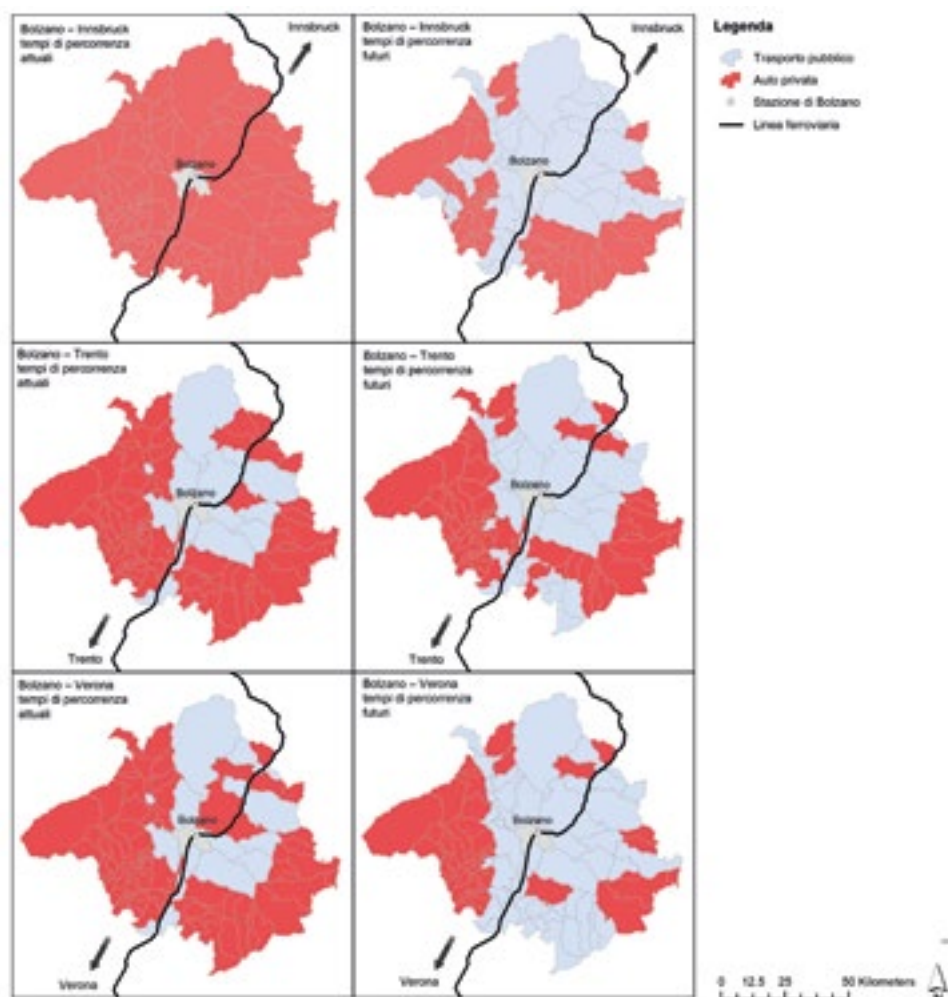 Bolzano – Innsbruck
tempi di percorrenza
attuali
Innsbruck
Bolzano
Bolzano – Innsbruck
tempi di percorrenza
futuri
Innsbruck
Bolzano
Legenda
Trasporto pubblico
Auto privata
Stazione di Bolzano
Linea ferroviaria
Bolzano – Trento
tempi di percorrenza
attuali
Bolzano
Trento
Bolzano – Trento
tempi di percorrenza
futuri
Bolzano
Trento
Bolzano – Verona
tempi di percorrenza
attuali
Bolzano
Verona
Bolzano – Verona
tempi di percorrenza
futuri
Bolzano
Verona
0 12.5 25 50 Kilometers